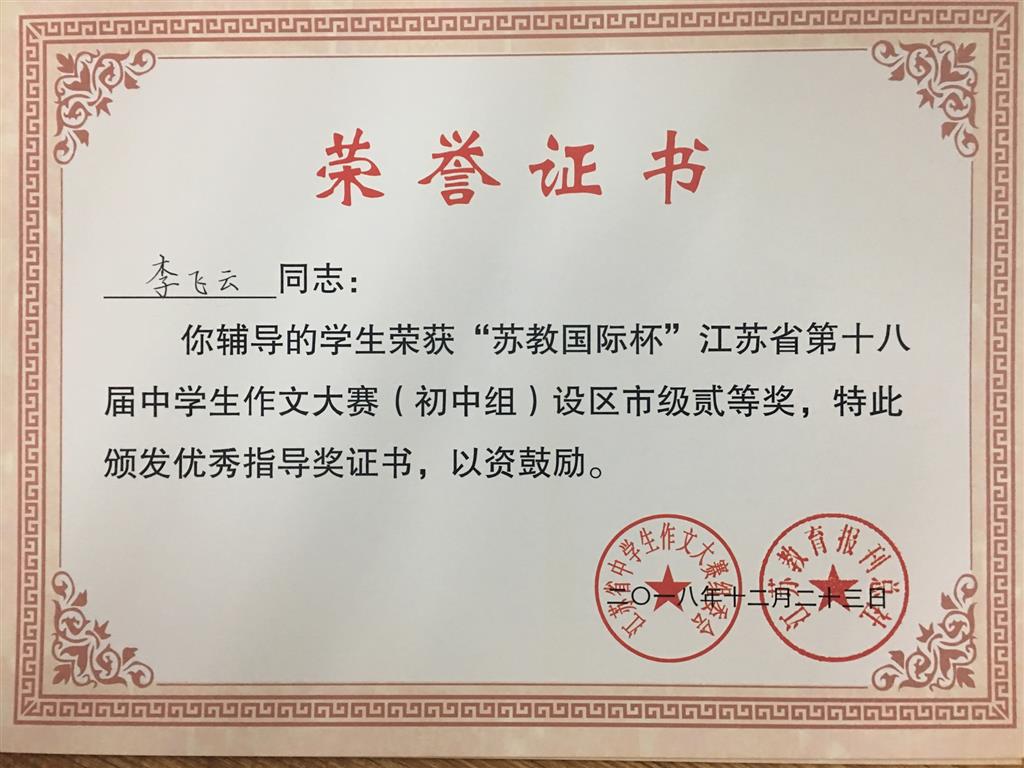 荣誉证书
李飞云同志：
你辅导的学生荣获“苏教国际杯”江苏省第十八
届中学生作文大赛（初中组）设区市级贰等奖，特此
颁发优秀指导奖证书，以资鼓励。
江苏省中学生作文大赛组委会
江苏教育报刊总社
二〇一八年十二月二十三日